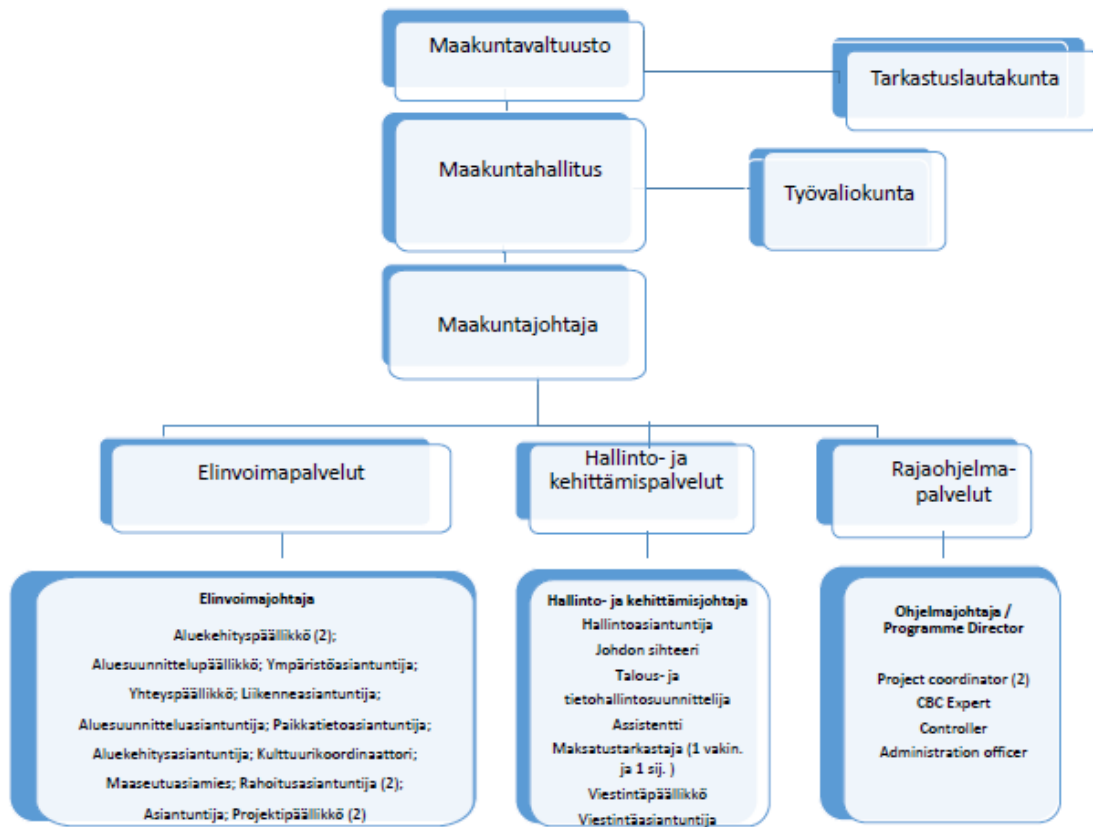 Maakuntavaltuusto
Tarkastuslautakunta
Maakuntahallitus
Työvaliokunta
Maakuntajohtaja
Elinvoimapalvelut
Hallinto- ja
kehittämispalvelut
Rajaohjelma-
palvelut
Elinvoimajohtaja
Aluekehityspäällikkö (2);
Aluesuunnittelupäällikkö; Ympäristöasiantuntija;
Yhteyspäällikkö; Liikenneasiantuntija;
Aluesuunnitteluasiantuntija; Paikkatietoasiantuntija;
Aluekehitysasiantuntija; Kulttuurikoordinaattori;
Maaseutuasiamies; Rahoitusasiantuntija (2);
Asiantuntija; Projektipäällikkö (2)
Hallinto- ja kehittämisjohtaja
Hallintoasiantuntija
Johdon sihteeri
Talous- ja
tietohallintosuunnittelija
Assistentti
Maksatustarkastaja (1 vakin.
ja 1 sij. )
Viestintäpäällikkö
Viestintäasiantuntija
Ohjelmajohtaja /
Programme Director
Project coordinator (2)
CBC Expert
Controller
Administration officer